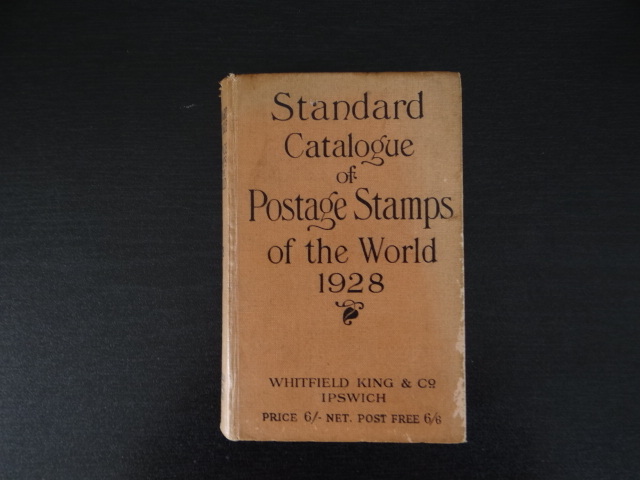 Standard
Catalogue
of
Postage Stamps
of the World
1928
WHITFIELD KING & Co
IPSWICH
PRICE 6/- NET. POST FREE 6/6